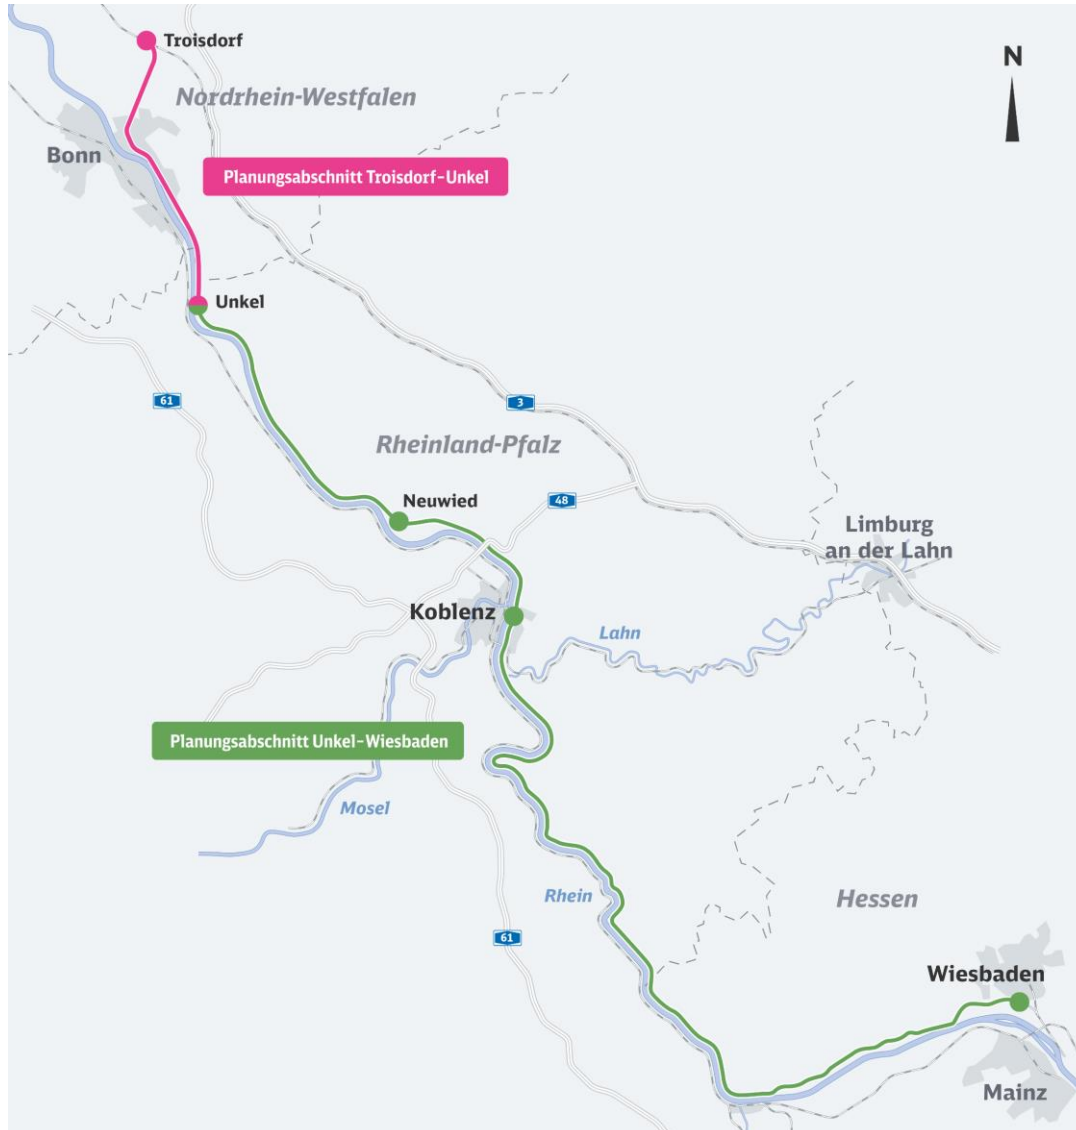 Troisdorf
N
Nordrhein-Westfalen
Bonn
Planungsabschnitt Troisdorf-Unkel
Unkel
61
3
Rheinland-Pfalz
Neuwied
48
Limburg
an der Lahn
Koblenz
Lahn
Planungsabschnitt Unkel-Wiesbaden
Mosel
Rhein
Hessen
61
Wiesbaden
Mainz